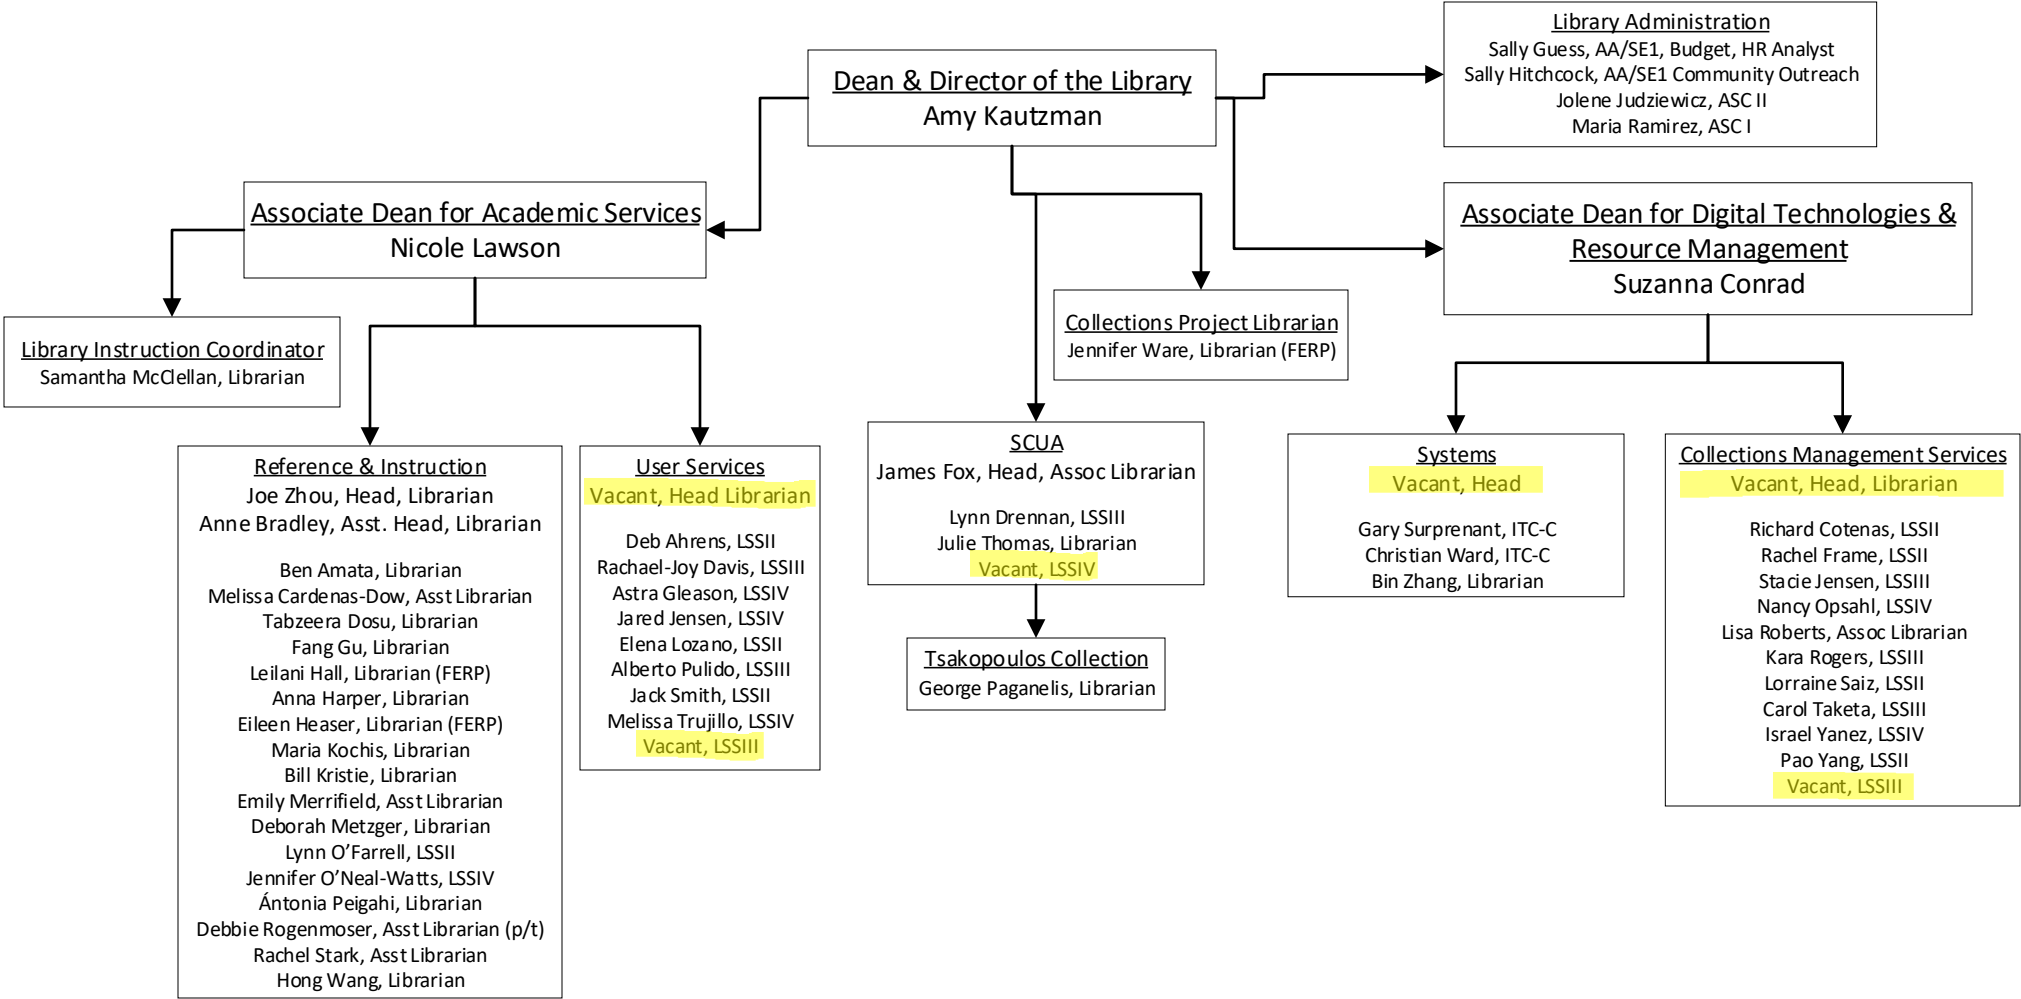 Library Administration
Sally Guess, AA/SE1, Budget, HR Analyst
Sally Hitchcock, AA/SE1 Community Outreach
Jolene Judziewicz, ASC II
Maria Ramirez, ASC I
Dean & Director of the Library
Amy Kautzman
Associate Dean for Academic Services
Nicole Lawson
Associate Dean for Digital Technologies &
Resource Management
Suzanna Conrad
Library Instruction Coordinator
Samantha McClellan, Librarian
Collections Project Librarian
Jennifer Ware, Librarian (FERP)
Reference & Instruction
Joe Zhou, Head, Librarian
Anne Bradley, Asst. Head, Librarian
Ben Amata, Librarian
Melissa Cardenas-Dow, Asst Librarian
Tabzeera Dosu, Librarian
Fang Gu, Librarian
Leilani Hall, Librarian (FERP)
Anna Harper, Librarian
Eileen Heaser, Librarian (FERP)
Maria Kochis, Librarian
Bill Kristie, Librarian
Emily Merrifield, Asst Librarian
Deborah Metzger, Librarian
Lynn O’Farrell, LSSII
Jennifer O’Neal-Watts, LSSIV
Ántonia Peigahi, Librarian
Debbie Rogenmoser, Asst Librarian (p/t)
Rachel Stark, Asst Librarian
Hong Wang, Librarian
User Services
Vacant, Head Librarian
Deb Ahrens, LSSII
Rachael-Joy Davis, LSSIII
Astra Gleason, LSSIV
Jared Jensen, LSSIV
Elena Lozano, LSSII
Alberto Pulido, LSSIII
Jack Smith, LSSII
Melissa Trujillo, LSSIV
Vacant, LSSIII
SCUA
James Fox, Head, Assoc Librarian
Lynn Drennan, LSSIII
Julie Thomas, Librarian
Vacant, LSSIV
Tsakopoulos Collection
George Paganelis, Librarian
Systems
Vacant, Head
Gary Surprenant, ITC-C
Christian Ward, ITC-C
Bin Zhang, Librarian
Collections Management Services
Vacant, Head, Librarian
Richard Cotenas, LSSII
Rachel Frame, LSSII
Stacie Jensen, LSSIII
Nancy Opsahl, LSSIV
Lisa Roberts, Assoc Librarian
Kara Rogers, LSSIII
Lorraine Saiz, LSSII
Carol Taketa, LSSIII
Israel Yanez, LSSIV
Pao Yang, LSSII
Vacant, LSSIII